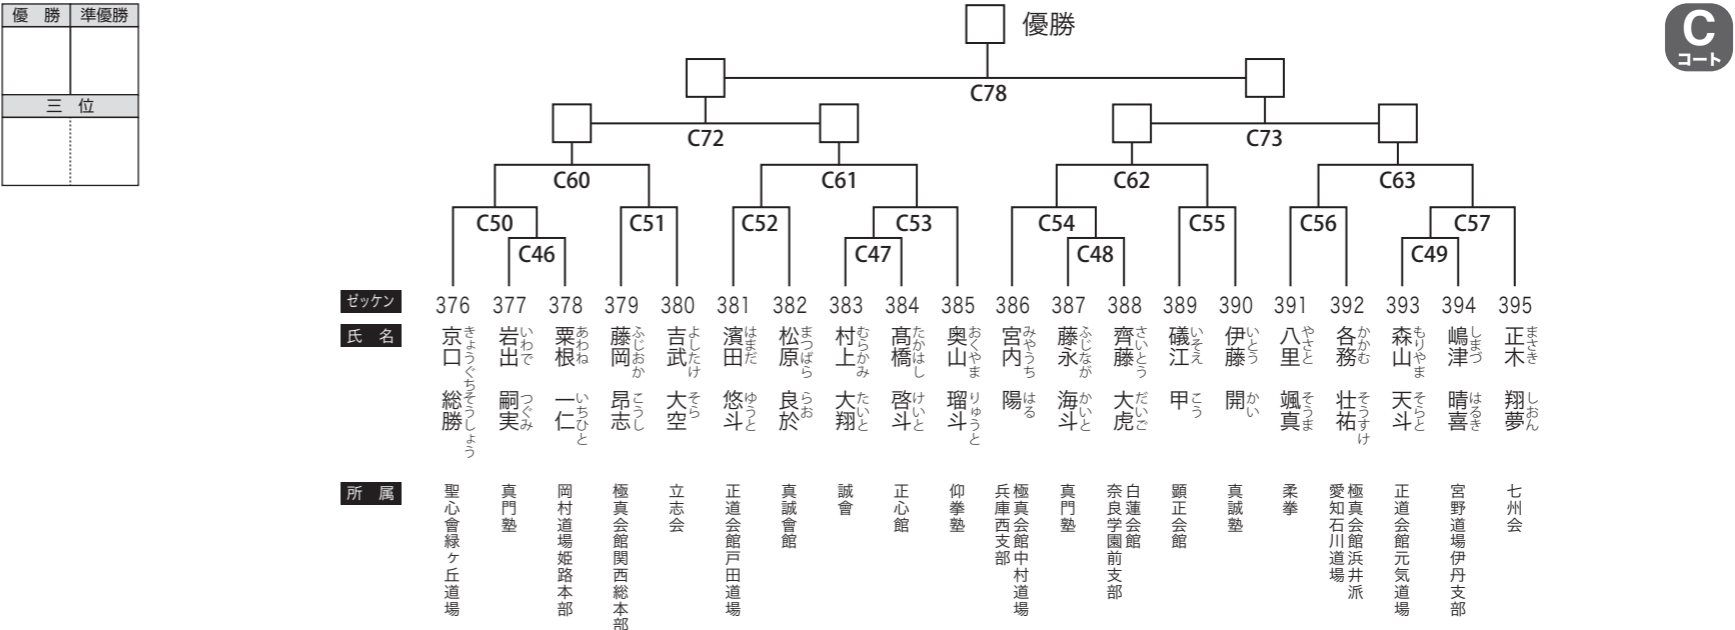 優 勝 準優勝
三 位
優勝
C
コート
C78
C72 C73
C60 C61 C62 C63
C50 C51 C52 C53 C54 C55 C56 C57
C46 C47 C48 C49
ゼッケン 376 377 378 379 380 381 382 383 384 385 386 387 388 389 390 391 392 393 394 395
氏 名
京口 総勝 きょうぐち そうしょう
岩出 嗣実 いわで つぐみ
粟根 一仁 あわね いちひと
藤岡 昂志 ふじおか こうし
吉武 大空 よしたけ そら
濱田 悠斗 はまだ ゆうと
松原 良於 まつばら らお
村上 大翔 むらかみ たいと
髙橋 啓斗 たかはし けいと
奥山 瑠斗 おくやま りゅうと
宮内 陽 みやうち はる
藤永 海斗 ふじなが かいと
齊藤 大虎 さいとう だいご
礒江 甲 いそえ こう
伊藤 開 いとう かい
八里 颯真 やさと そうま
各務 壮祐 かかむ そうすけ
森山 天斗 もりやま そらと
嶋津 晴喜 しまづ はるき
正木 翔夢 まさき しおん
所 属
聖心會緑ヶ丘道場
真門塾
岡村道場姫路本部
極真会館関西総本部
立志会
正道会館戸田道場
真誠會館
誠會
正心館
仰拳塾
極真会館中村道場
兵庫西支部
真門塾
白蓮会館
奈良学園前支部
顕正会館
真誠塾
柔拳
極真会館浜井派
愛知石川道場
正道会館元気道場
宮野道場伊丹支部
七州会